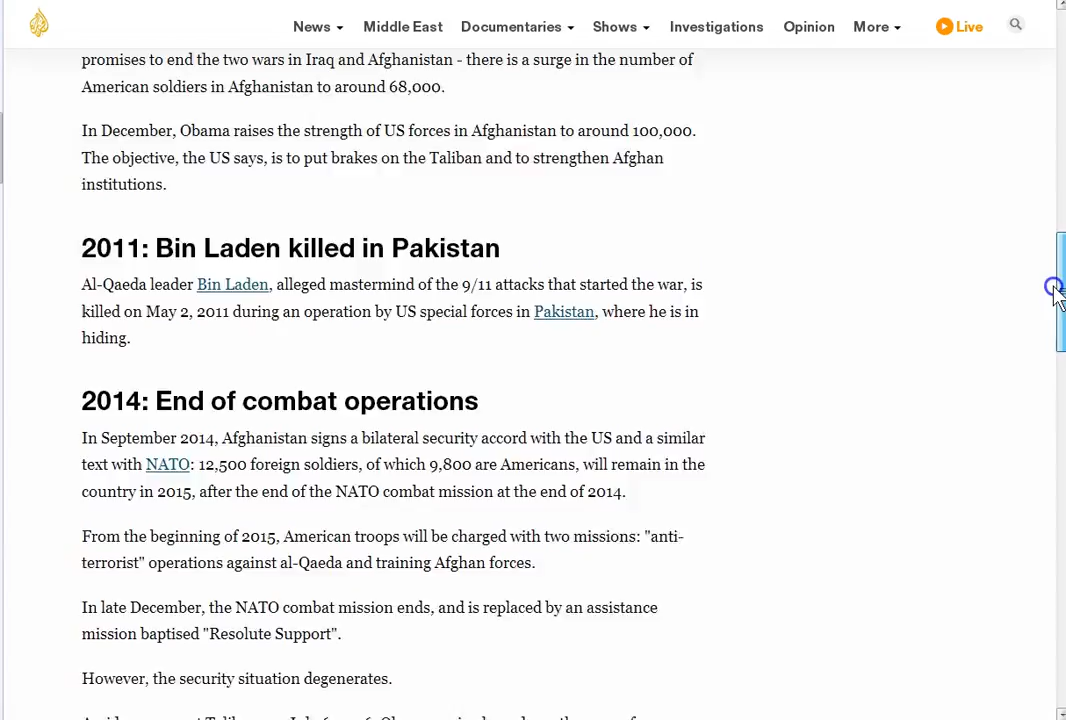 News Middle East Documentaries Shows Investigations Opinion More Live
promises to end the two wars in Iraq and Afghanistan - there is a surge in the number of
American soldiers in Afghanistan to around 68,000.
In December, Obama raises the strength of US forces in Afghanistan to around 100,000.
The objective, the US says, is to put brakes on the Taliban and to strengthen Afghan
institutions.
2011: Bin Laden killed in Pakistan
Al-Qaeda leader Bin Laden, alleged mastermind of the 9/11 attacks that started the war, is
killed on May 2, 2011 during an operation by US special forces in Pakistan, where he is in
hiding.
2014: End of combat operations
In September 2014, Afghanistan signs a bilateral security accord with the US and a similar
text with NATO: 12,500 foreign soldiers, of which 9,800 are Americans, will remain in the
country in 2015, after the end of the NATO combat mission at the end of 2014.
From the beginning of 2015, American troops will be charged with two missions: "anti-
terrorist" operations against al-Qaeda and training Afghan forces.
In late December, the NATO combat mission ends, and is replaced by an assistance
mission baptised "Resolute Support".
However, the security situation degenerates.